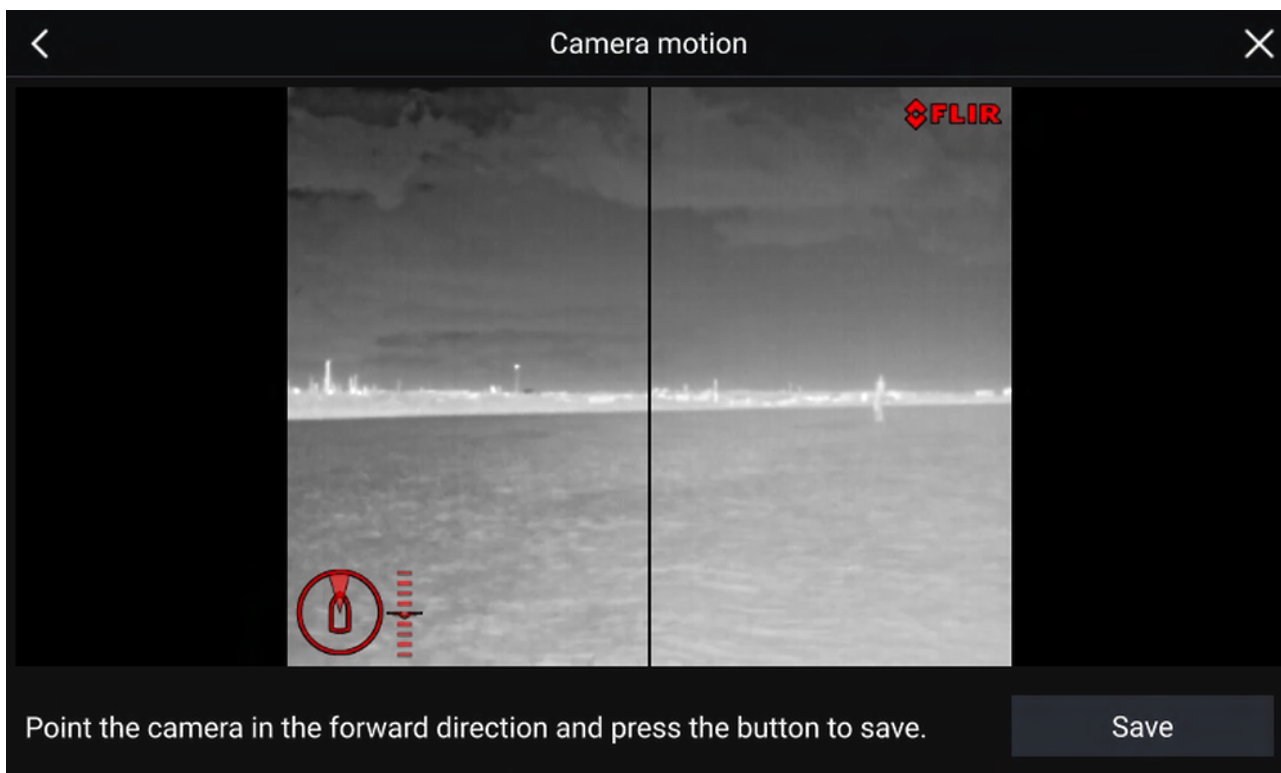 Camera motion
FLIR
Point the camera in the forward direction and press the button to save.
Save